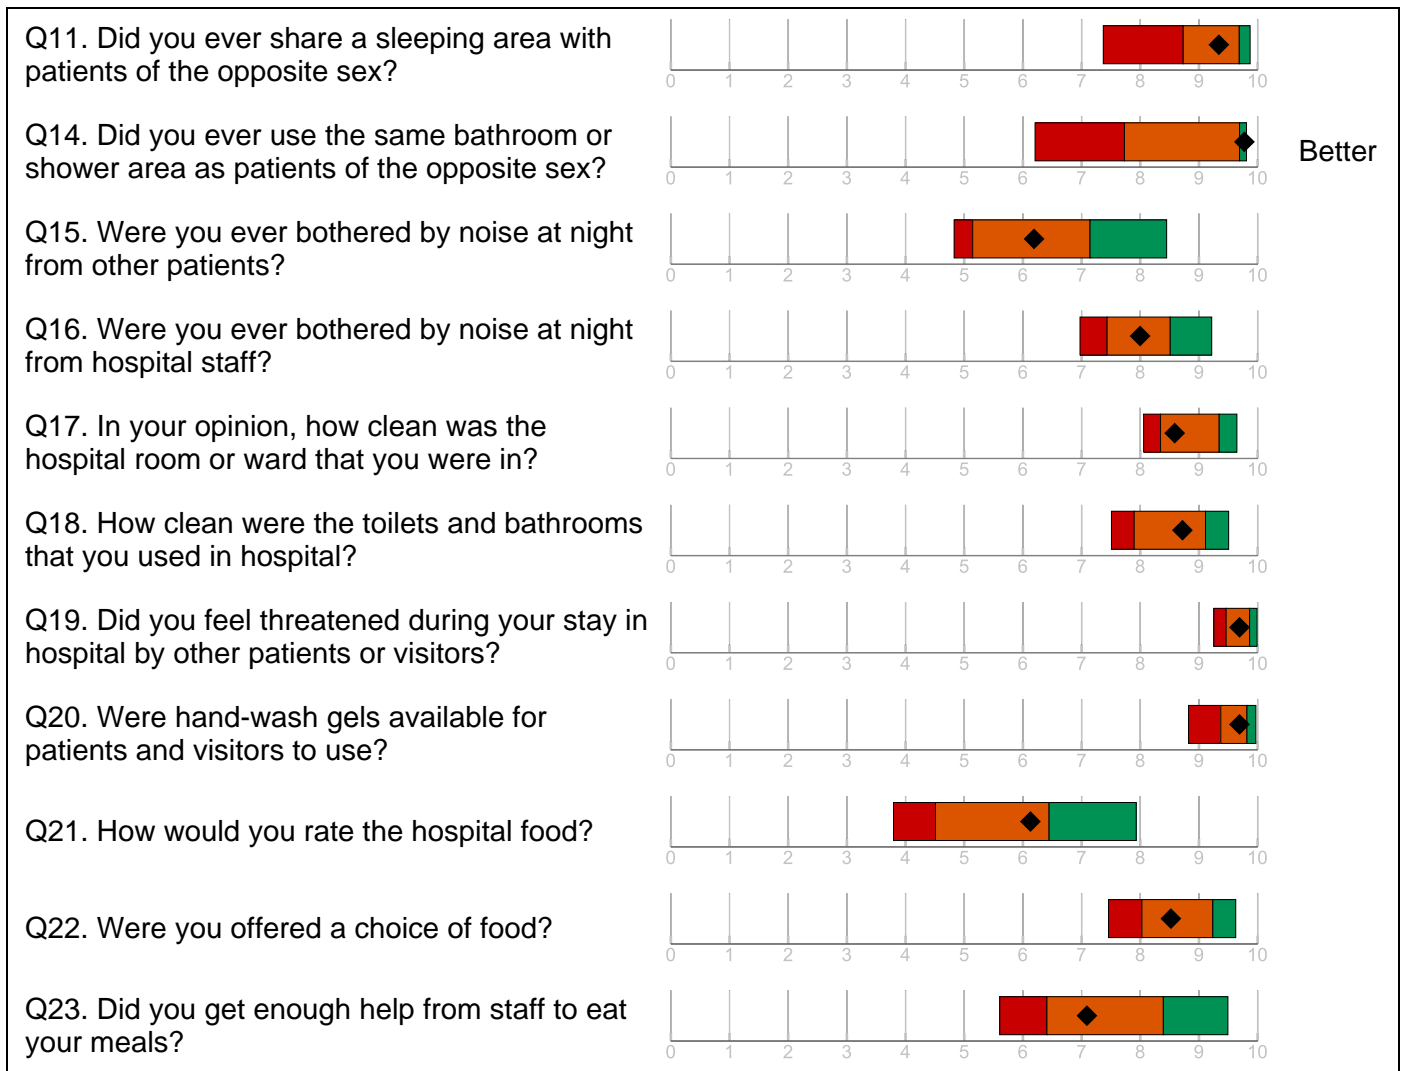 Q11. Did you ever share a sleeping area with
patients of the opposite sex?
0 1 2 3 4 5 6 7 8 9 10
Q14. Did you ever use the same bathroom or
shower area as patients of the opposite sex?
Better
0 1 2 3 4 5 6 7 8 9 10
Q15. Were you ever bothered by noise at night
from other patients?
0 1 2 3 4 5 6 7 8 9 10
Q16. Were you ever bothered by noise at night
from hospital staff?
0 1 2 3 4 5 6 7 8 9 10
Q17. In your opinion, how clean was the
hospital room or ward that you were in?
0 1 2 3 4 5 6 7 8 9 10
Q18. How clean were the toilets and bathrooms
that you used in hospital?
0 1 2 3 4 5 6 7 8 9 10
Q19. Did you feel threatened during your stay in
hospital by other patients or visitors?
0 1 2 3 4 5 6 7 8 9 10
Q20. Were hand-wash gels available for
patients and visitors to use?
0 1 2 3 4 5 6 7 8 9 10
Q21. How would you rate the hospital food?
0 1 2 3 4 5 6 7 8 9 10
Q22. Were you offered a choice of food?
0 1 2 3 4 5 6 7 8 9 10
Q23. Did you get enough help from staff to eat
your meals?
0 1 2 3 4 5 6 7 8 9 10